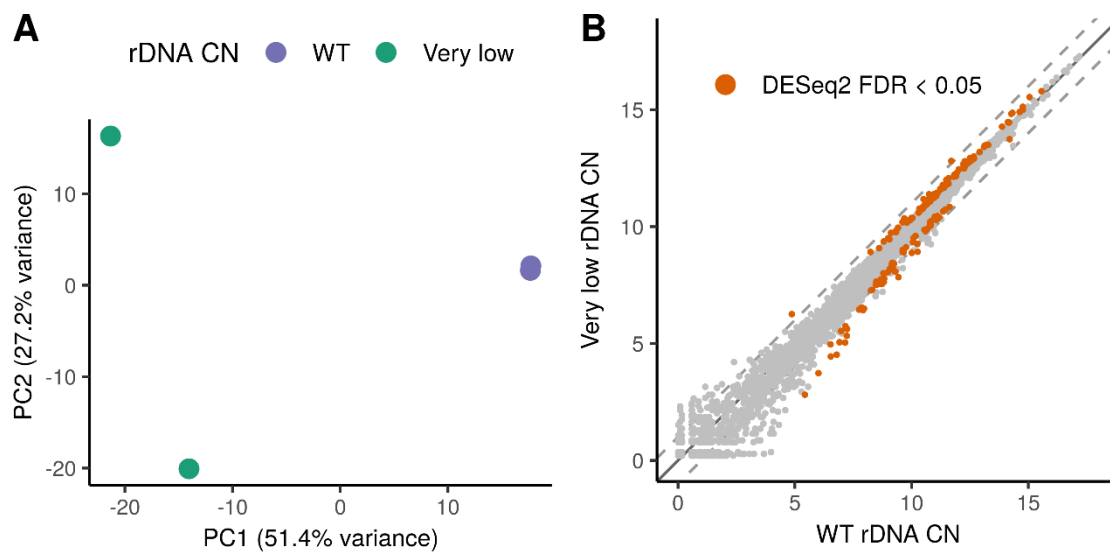 A
rDNA CN WT Very low
PC2 (27.2% variance)
10
0
-10
-20
-20 -10 0 10
PC1 (51.4% variance)
B
DESeq2 FDR < 0.05
Very low rDNA CN
15
10
5
0
0 5 10 15
WT rDNA CN